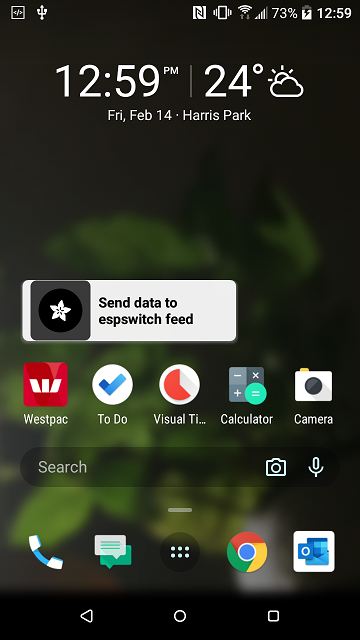 73% 12:59
12:59 PM 24°
Fri, Feb 14 · Harris Park
Send data to
espswitch feed
Westpac To Do Visual Ti... Calculator Camera
Search